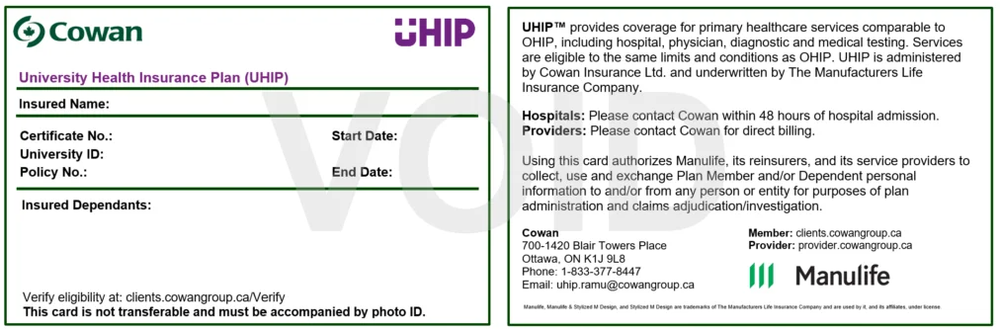 Cowan
UHIP
University Health Insurance Plan (UHIP)
Insured Name:
Certificate No.:
Start Date:
University ID:
Policy No.:
End Date:
Insured Dependants:
Verify eligibility at: clients.cowangroup.ca/Verify
This card is not transferable and must be accompanied by photo ID.
VOID
UHIP™ provides coverage for primary healthcare services comparable to
OHIP, including hospital, physician, diagnostic and medical testing. Services
are eligible to the same limits and conditions as OHIP. UHIP is administered
by Cowan Insurance Ltd. and underwritten by The Manufacturers Life
Insurance Company.
Hospitals: Please contact Cowan within 48 hours of hospital admission.
Providers: Please contact Cowan for direct billing.
Using this card authorizes Manulife, its reinsurers, and its service providers to
collect, use and exchange Plan Member and/or Dependent personal
information to and/or from any person or entity for purposes of plan
administration and claims adjudication/investigation.
Cowan
700-1420 Blair Towers Place
Ottawa, ON K1J 9L8
Phone: 1-833-377-8447
Email: uhip.ramu@cowangroup.ca
Member: clients.cowangroup.ca
Provider: provider.cowangroup.ca
Manulife
Manulife, Manulife & Stylized M Design, and Stylized M Design are trademarks of The Manufacturers Life Insurance Company and are used by it, and its affiliates, under license.